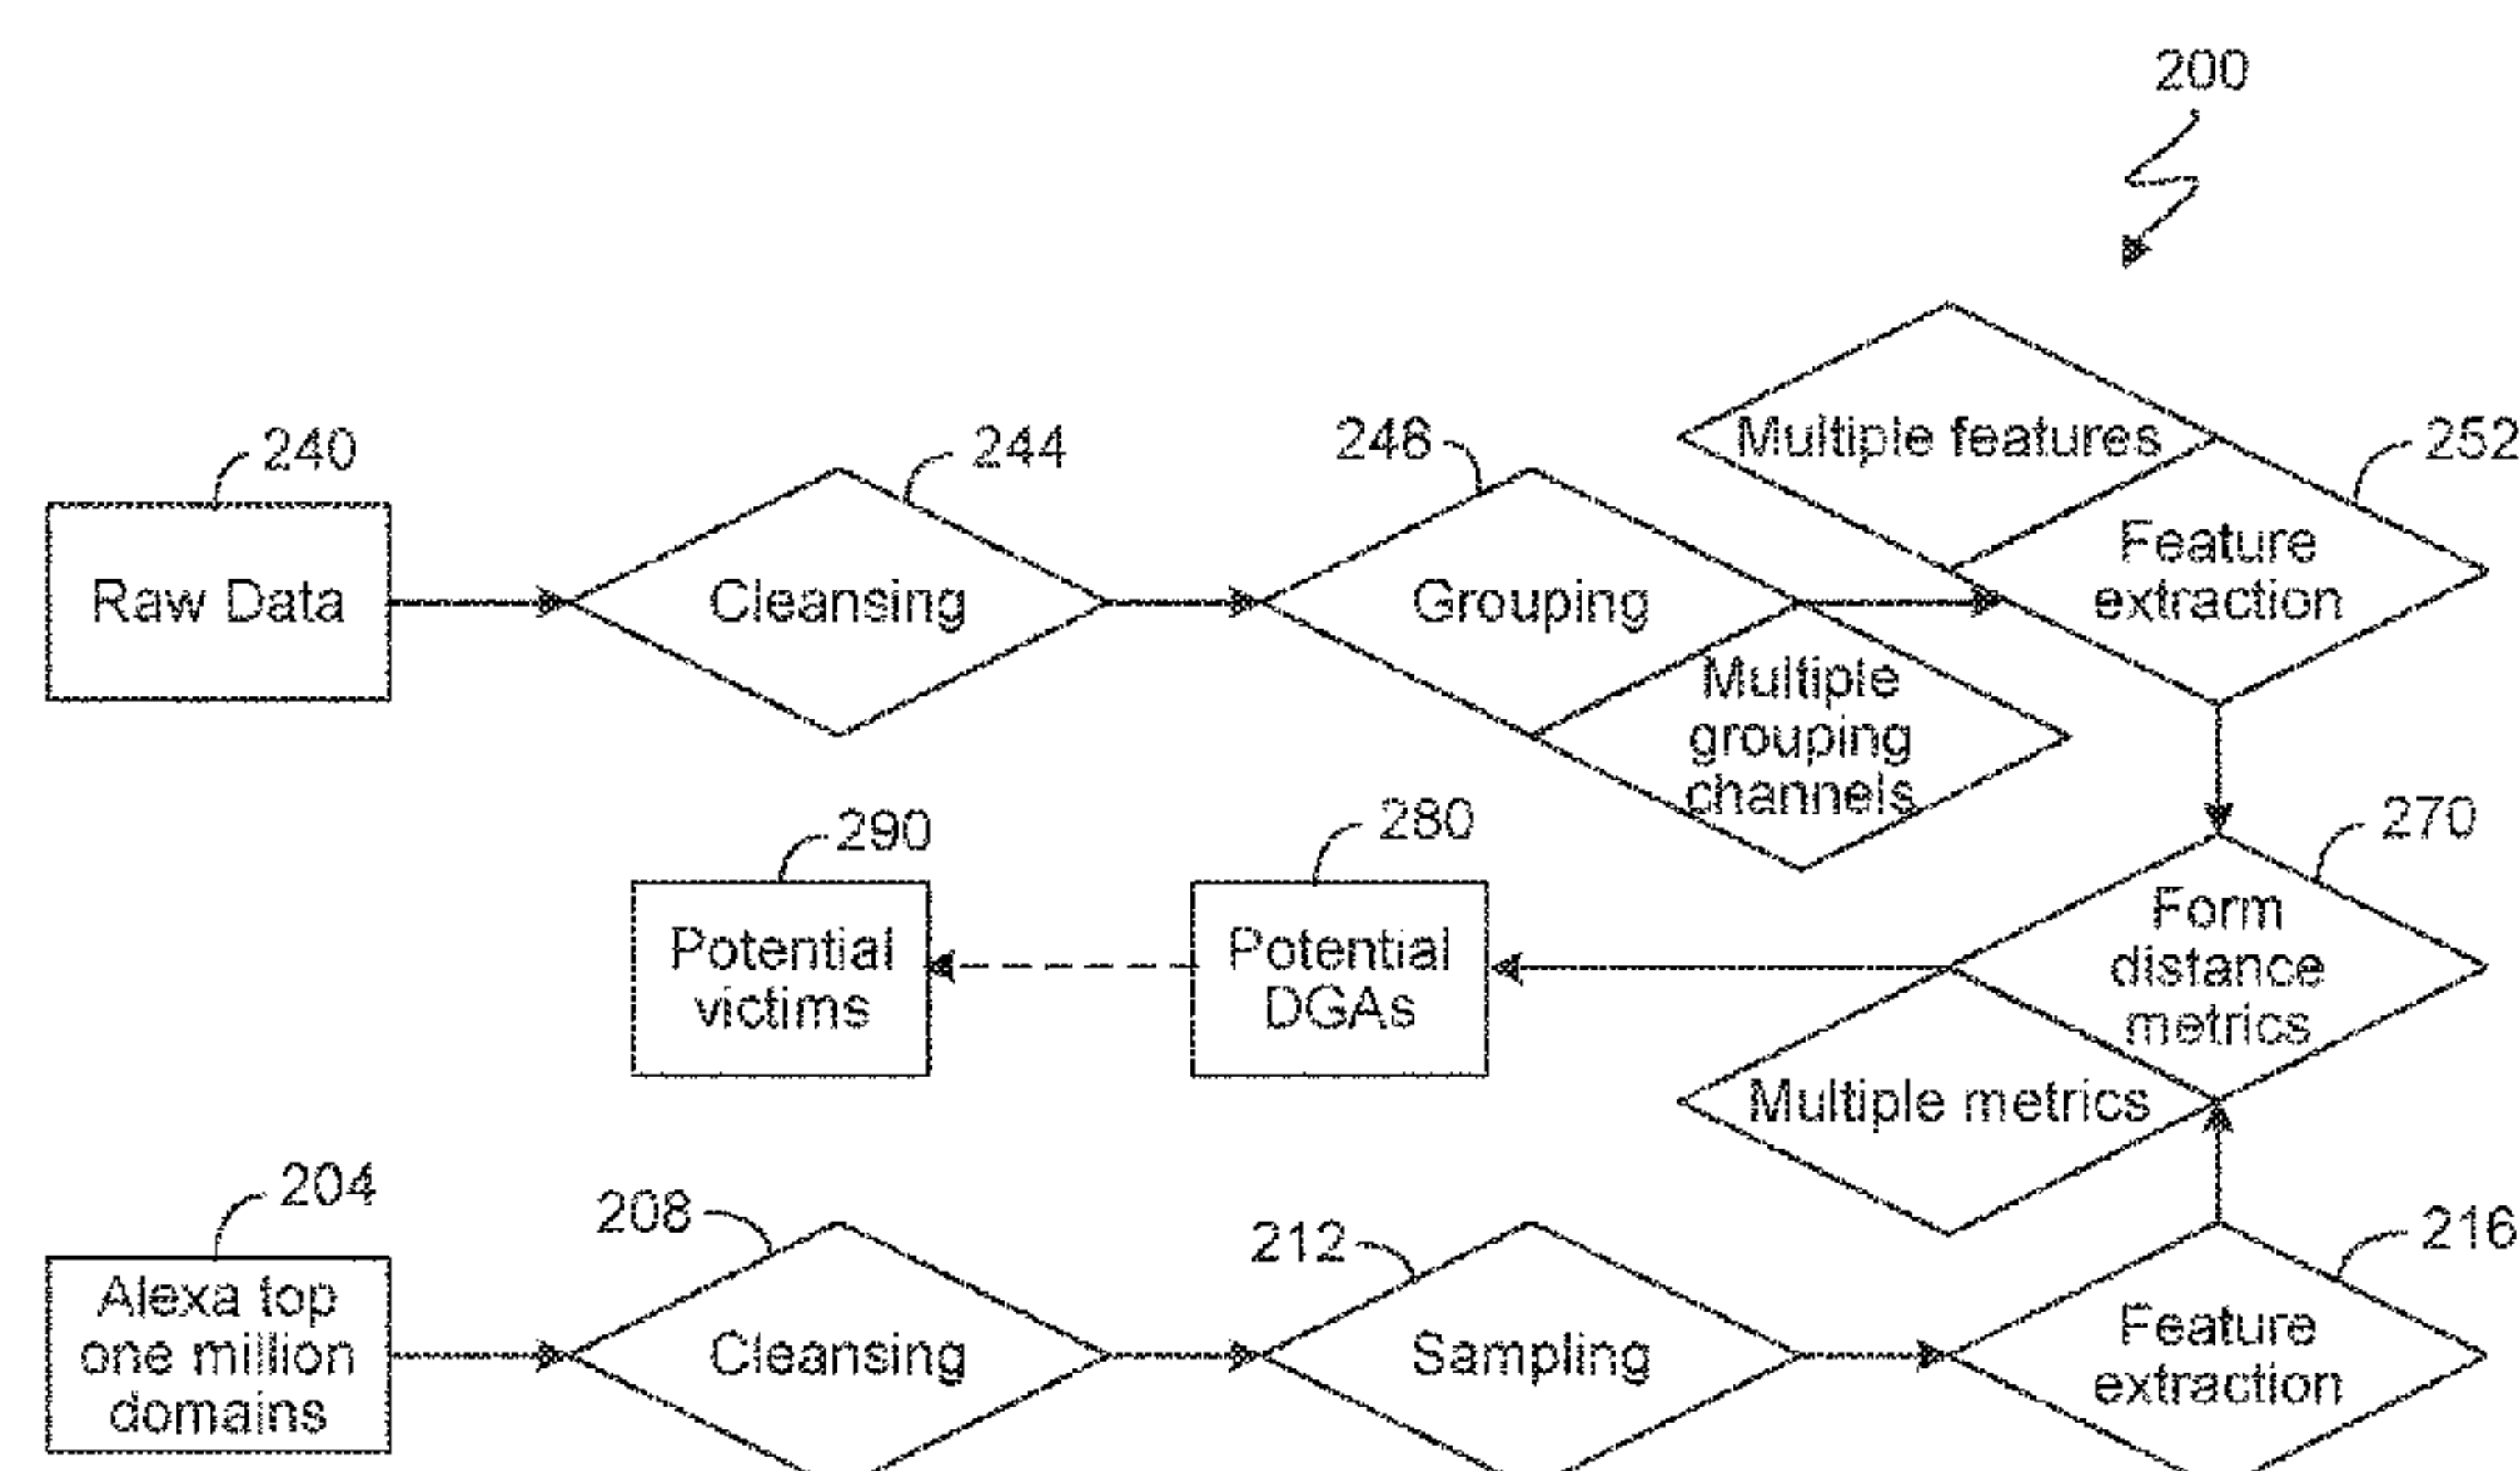 200
Multiple features
240
244
248
252
Feature
extraction
Raw Data
Cleansing
Grouping
Multiple
grouping
channels
290
280
270
Potential
victims
Potential
DGAs
Form
distance
metrics
Multiple metrics
204
208
212
216
Alexa top
one million
domains
Cleansing
Sampling
Feature
extraction